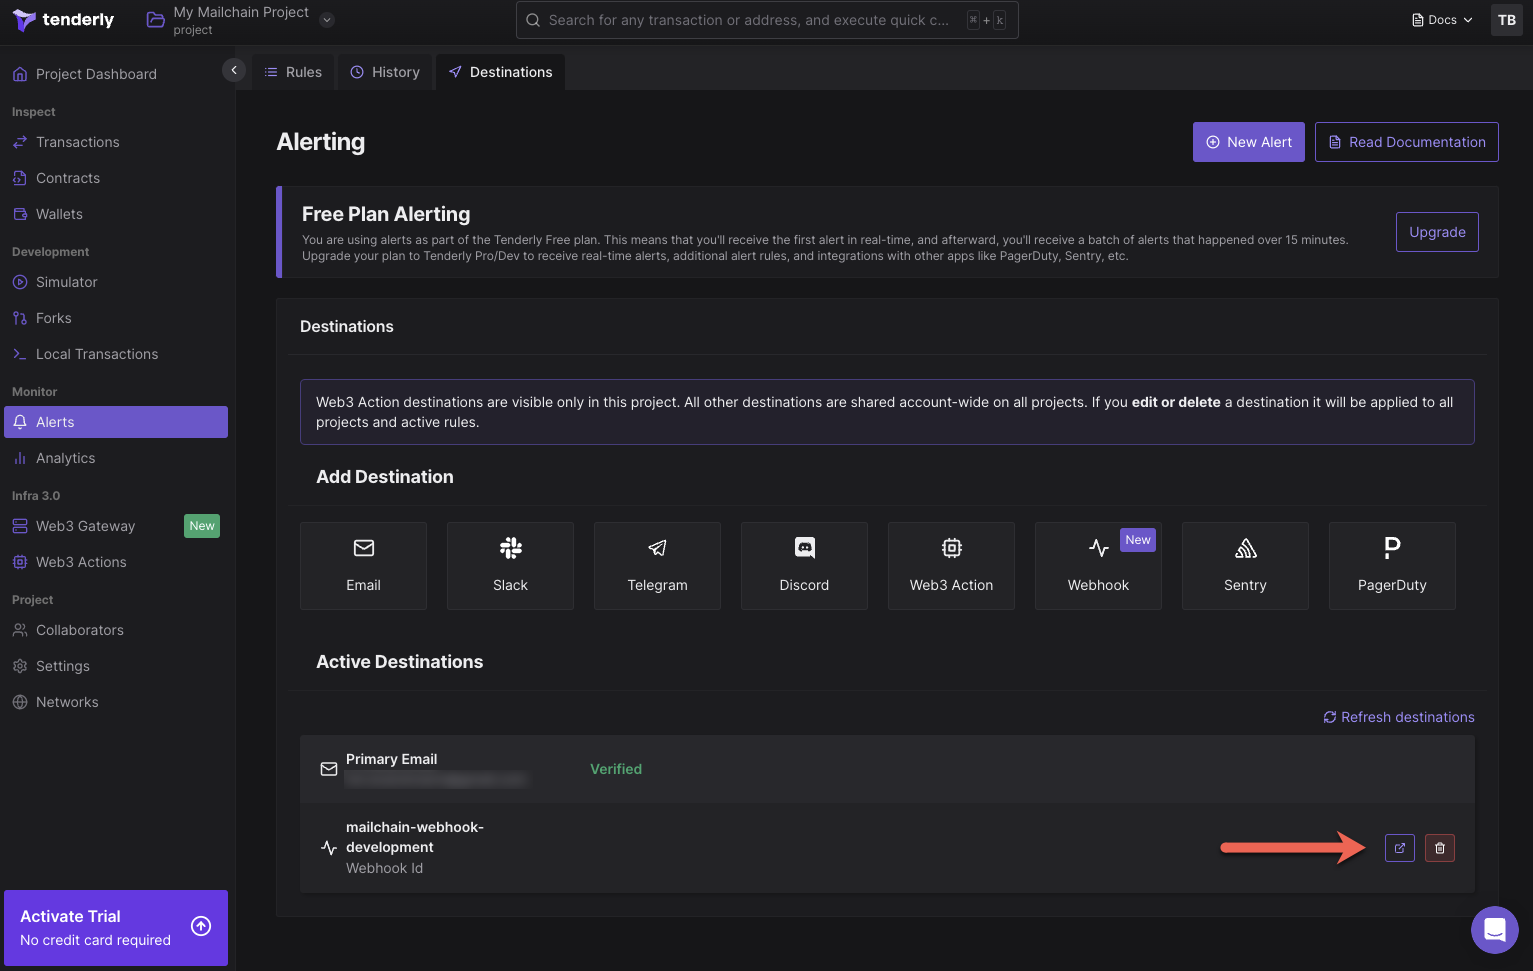 tenderly
My Mailchain Project
project
Search for any transaction or address, and execute quick c...
⌘ + k
Docs
TB
Project Dashboard
Inspect
Transactions
Contracts
Wallets
Development
Simulator
Forks
Local Transactions
Monitor
Alerts
Analytics
Infra 3.0
Web3 Gateway
New
Web3 Actions
Project
Collaborators
Settings
Networks
Activate Trial
No credit card required
Rules
History
Destinations
Alerting
New Alert
Read Documentation
Free Plan Alerting
You are using alerts as part of the Tenderly Free plan. This means that you'll receive the first alert in real-time, and afterward, you'll receive a batch of alerts that happened over 15 minutes.
Upgrade your plan to Tenderly Pro/Dev to receive real-time alerts, additional alert rules, and integrations with other apps like PagerDuty, Sentry, etc.
Upgrade
Destinations
Web3 Action destinations are visible only in this project. All other destinations are shared account-wide on all projects. If you edit or delete a destination it will be applied to all
projects and active rules.
Add Destination
Email
Slack
Telegram
Discord
Web3 Action
New
Webhook
Sentry
PagerDuty
Active Destinations
Refresh destinations
Primary Email
Verified
mailchain-webhook-
development
Webhook Id